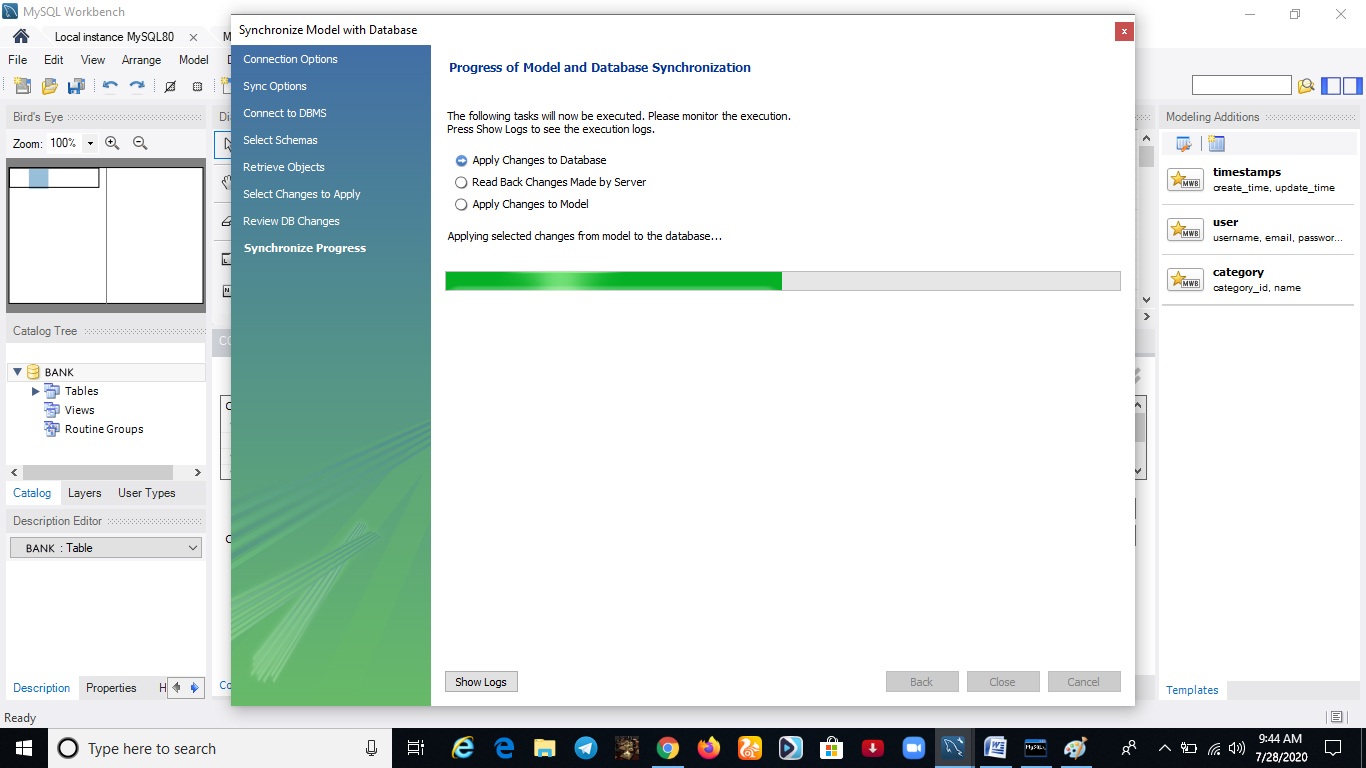 MySQL Workbench
Synchronize Model with Database
x
Local instance MySQL80
File Edit View Arrange Model
Bird's Eye
Zoom: 100%
Catalog Tree
BANK
Tables
Views
Routine Groups
Catalog Layers User Types
Description Editor
BANK : Table
Description Properties H
Ready
Connection Options
Sync Options
Connect to DBMS
Select Schemas
Retrieve Objects
Select Changes to Apply
Review DB Changes
Synchronize Progress
Progress of Model and Database Synchronization
The following tasks will now be executed. Please monitor the execution.
Press Show Logs to see the execution logs.
Apply Changes to Database
Read Back Changes Made by Server
Apply Changes to Model
Applying selected changes from model to the database...
Show Logs Back Close Cancel
Modeling Additions
MWB
timestamps
create_time, update_time
MWB
user
username, email, passwor...
MWB
category
category_id, name
Templates
Type here to search
MySQL
9:44 AM
7/28/2020